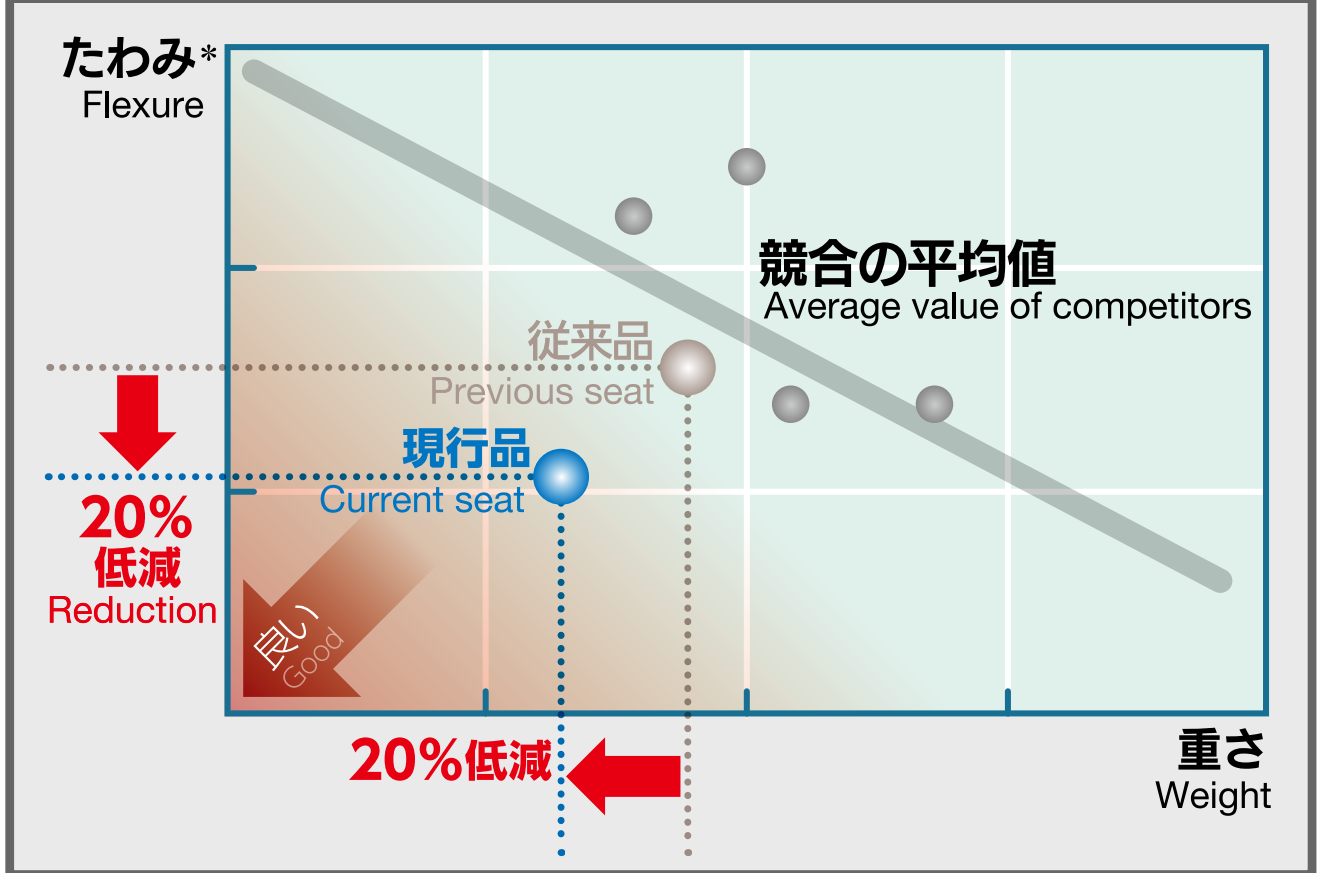 たわみ*
Flexure
競合の平均値
Average value of competitors
従来品
Previous seat
現行品
Current seat
20%
低減
Reduction
良い
Good
20%低減
重さ
Weight